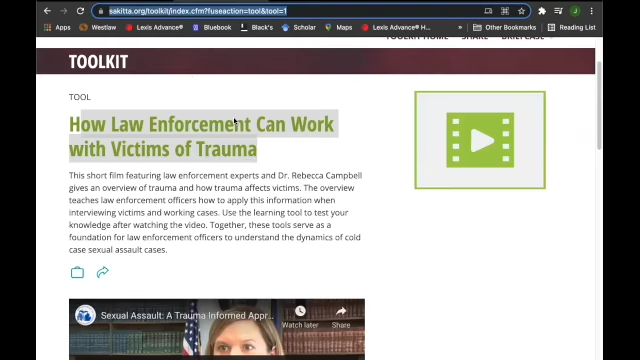 sakitta.org/toolkit/index.cfm?fuseaction=tool&tool=1
Apps Oakland Lexis Advance® Bluebook Black's Scholar Maps Lexis Advance® H... Other Bookmarks Reading List
TOOLKIT HOME SHARE BRIEFCASE
TOOLKIT
TOOL
How Law Enforcement Can Work
with Victims of Trauma
This short film featuring law enforcement experts and Dr. Rebecca Campbell
gives an overview of trauma and how trauma affects victims. The overview
teaches law enforcement officers how to apply this information when
interviewing victims and working cases. Use the learning tool to test your
knowledge after watching the video. Together, these tools serve as a
foundation for law enforcement officers to understand the dynamics of cold
case sexual assault cases.
Sexual Assault: A Trauma Informed Appr...
Watch later Share